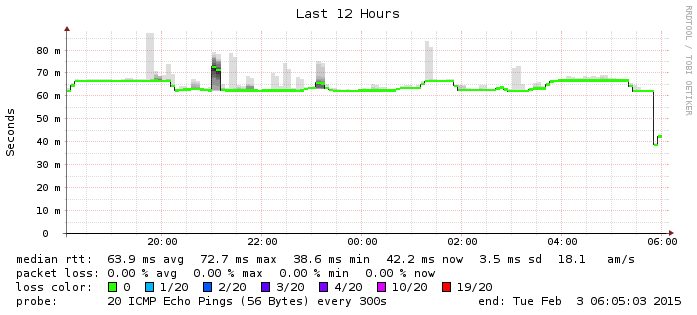 Last 12 Hours
RRDTOOL / TOBI OETIKER
Seconds
80 m
70 m
60 m
50 m
40 m
30 m
20 m
10 m
0
20:00 22:00 00:00 02:00 04:00 06:00
median rtt: 63.9 ms avg 72.7 ms max 38.6 ms min 42.2 ms now 3.5 ms sd 18.1 am/s
packet loss: 0.00 % avg 0.00 % max 0.00 % min 0.00 % now
loss color: 0 1/20 2/20 3/20 4/20 10/20 19/20
probe: 20 ICMP Echo Pings (56 Bytes) every 300s end: Tue Feb 3 06:05:03 2015